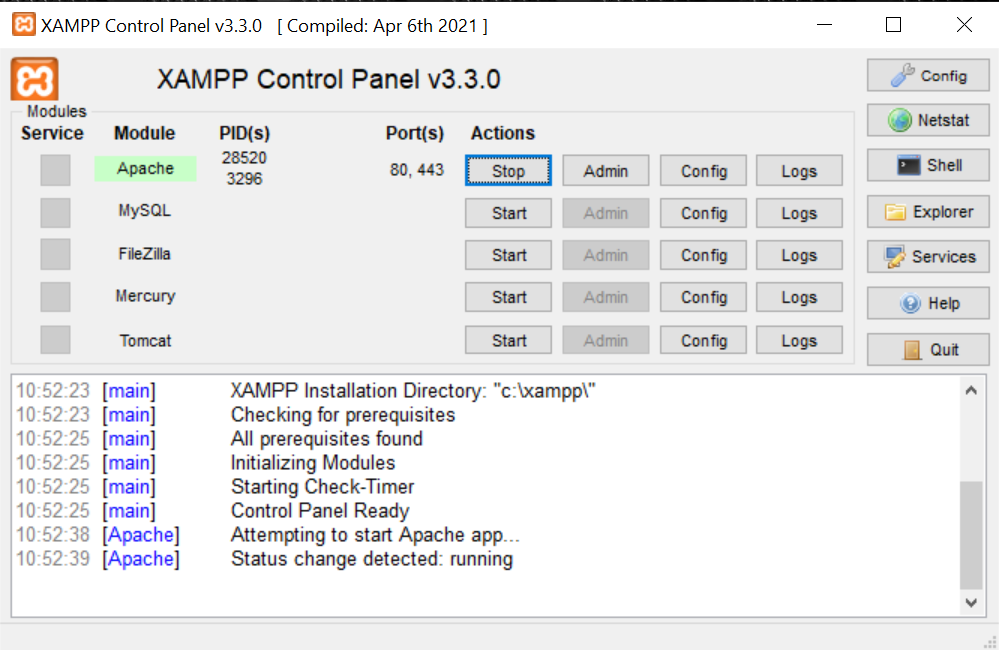 XAMPP Control Panel v3.3.0 [ Compiled: Apr 6th 2021 ]
XAMPP Control Panel v3.3.0
Config
Modules
Service Module PID(s) Port(s) Actions
Netstat
Apache 28520 3296 80, 443 Stop Admin Config Logs
Shell
MySQL Start Admin Config Logs
Explorer
FileZilla Start Admin Config Logs
Services
Mercury Start Admin Config Logs
Help
Tomcat Start Admin Config Logs
Quit
10:52:23 [main] XAMPP Installation Directory: "c:\xampp\"
10:52:23 [main] Checking for prerequisites
10:52:25 [main] All prerequisites found
10:52:25 [main] Initializing Modules
10:52:25 [main] Starting Check-Timer
10:52:25 [main] Control Panel Ready
10:52:38 [Apache] Attempting to start Apache app...
10:52:39 [Apache] Status change detected: running